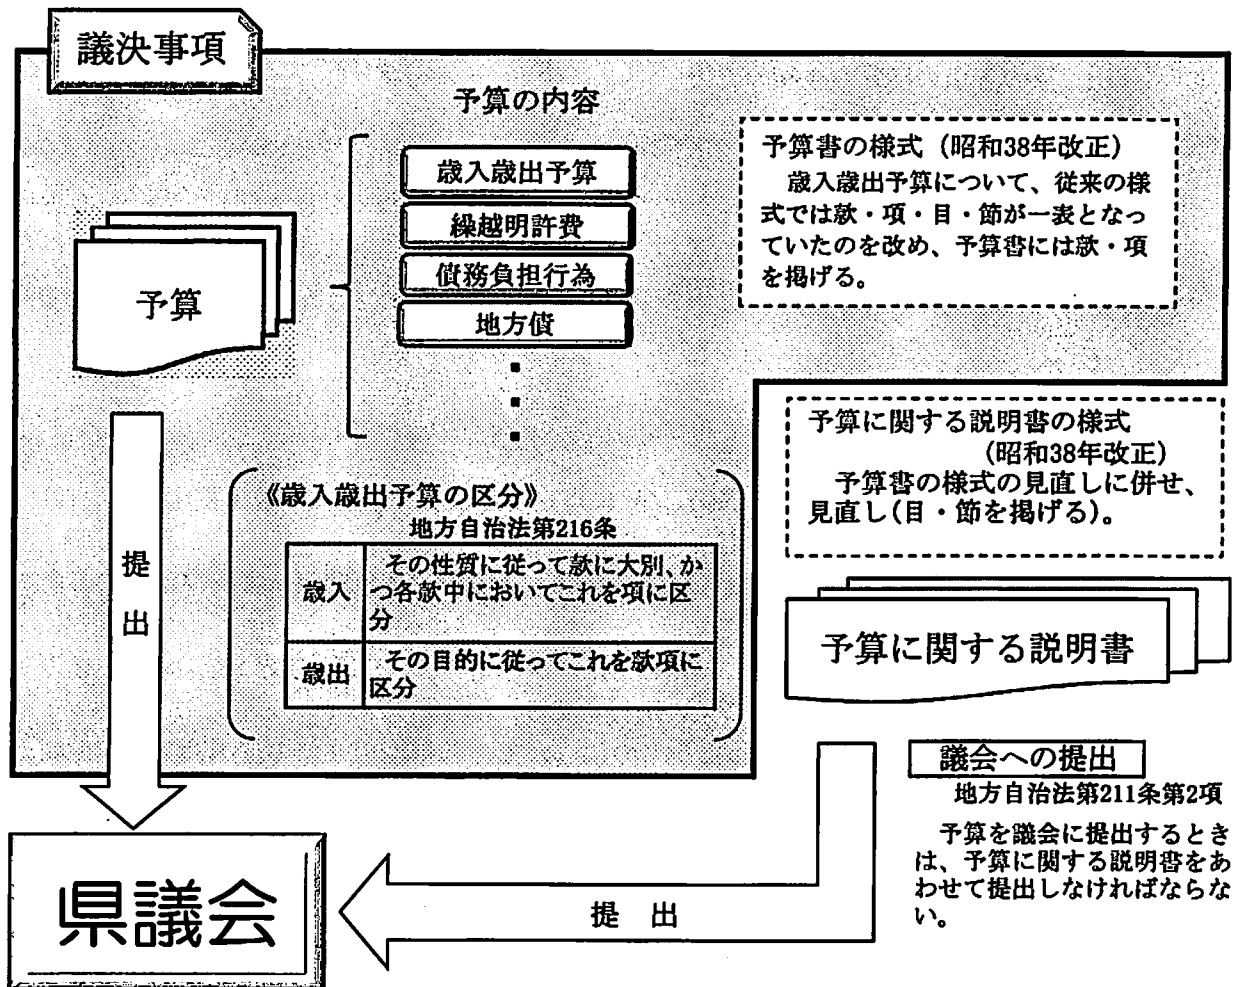 議決事項
予算の内容
歳入歳出予算
繰越明許費
債務負担行為
地方債
予算
予算書の様式（昭和38年改正）
歳入歳出予算について、従来の様
式では款・項・目・節が一表となっ
ていたのを改め、予算書には款・項
を掲げる。
予算に関する説明書の様式
（昭和38年改正）
予算書の様式の見直しに併せ、
見直し（目・節を掲げる）。
《歳入歳出予算の区分》
地方自治法第216条
歳入
その性質に従って款に大別、か
つ各款中においてこれを項に区
分
歳出
その目的に従ってこれを款項に
区分
提出
予算に関する説明書
議会への提出
地方自治法第211条第2項
予算を議会に提出するとき
は、予算に関する説明書をあ
わせて提出しなければならな
い。
提出
県議会